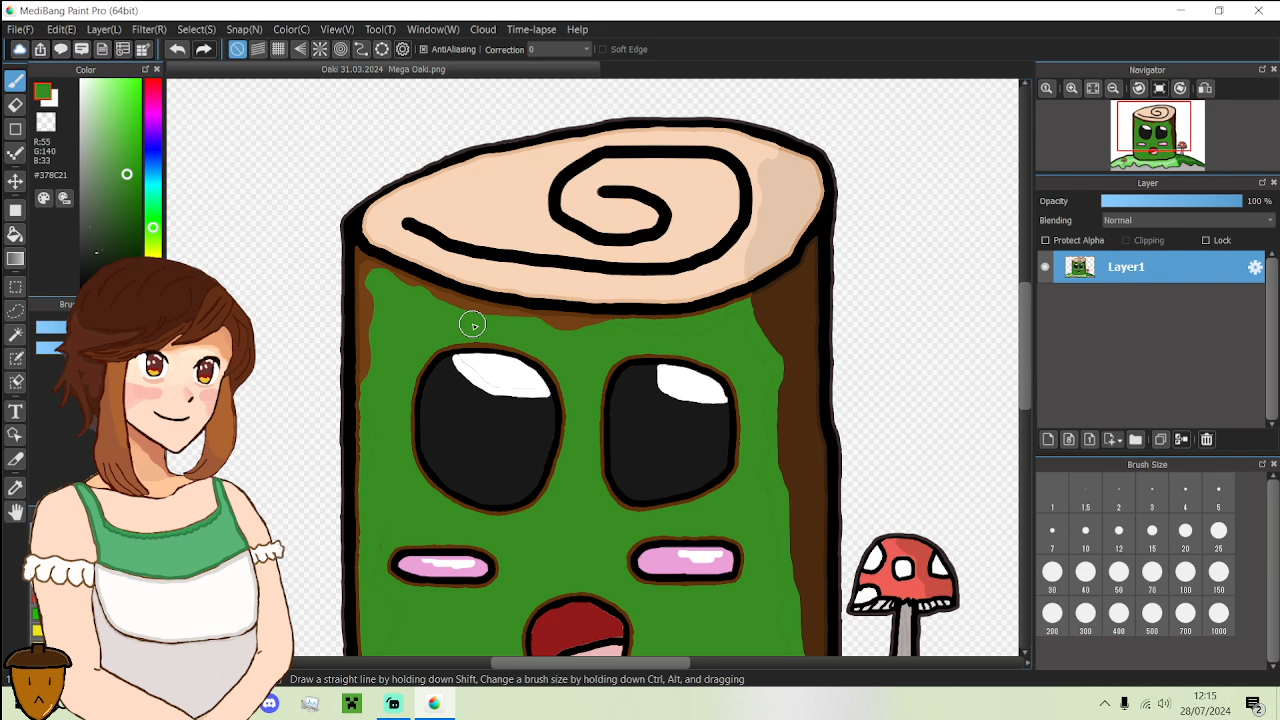 MediBang Paint Pro (64bit)
File(F) Edit(E) Layer(L) Filter(R) Select(S) Snap(N) Color(C) View(V) Tool(T) Window(W) Cloud Time-lapse Help
AntiAliasing Correction 0 Soft Edge
Color
Oaki 31.03.2024 Mega Oaki.png
Navigator
R:55
G:140
B:33
#378C21
Layer
Opacity 100 %
Blending Normal
Protect Alpha Clipping Lock
Layer1
Brush Size
1 1.5 2 3 4 5
7 10 12 15 20 25
30 40 50 70 100 150
200 300 400 500 700 1000
Draw a straight line by holding down Shift, Change a brush size by holding down Ctrl, Alt, and dragging
12:15
28/07/2024
2